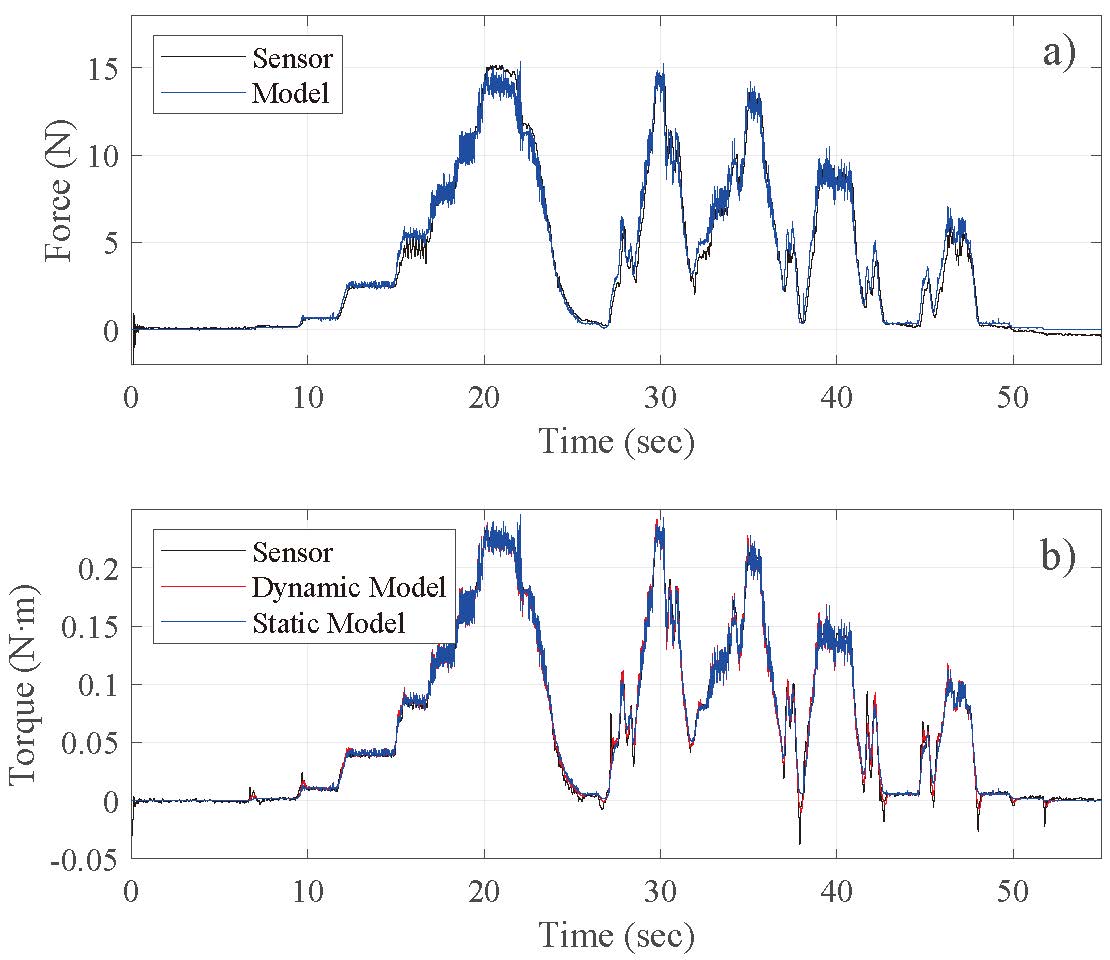 a)
Sensor
Model
15
10
5
0
Force (N)
0 10 20 30 40 50
Time (sec)
b)
Sensor
Dynamic Model
Static Model
0.2
0.15
0.1
0.05
0
-0.05
Torque (N·m)
0 10 20 30 40 50
Time (sec)